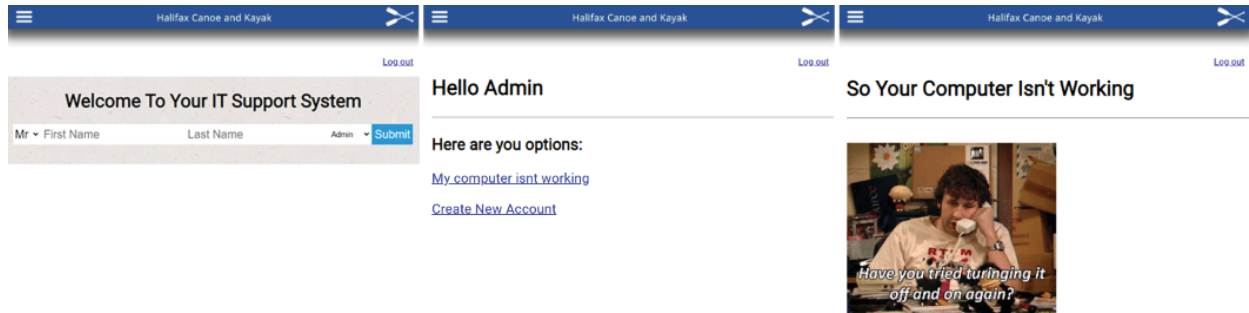 Halifax Canoe and Kayak
Log out
Welcome To Your IT Support System
Mr First Name Last Name Admin Submit
Halifax Canoe and Kayak
Log out
Hello Admin
Here are you options:
My computer isnt working
Create New Account
Halifax Canoe and Kayak
Log out
So Your Computer Isn't Working
RTFM
Have you tried turinging it
off and on again?